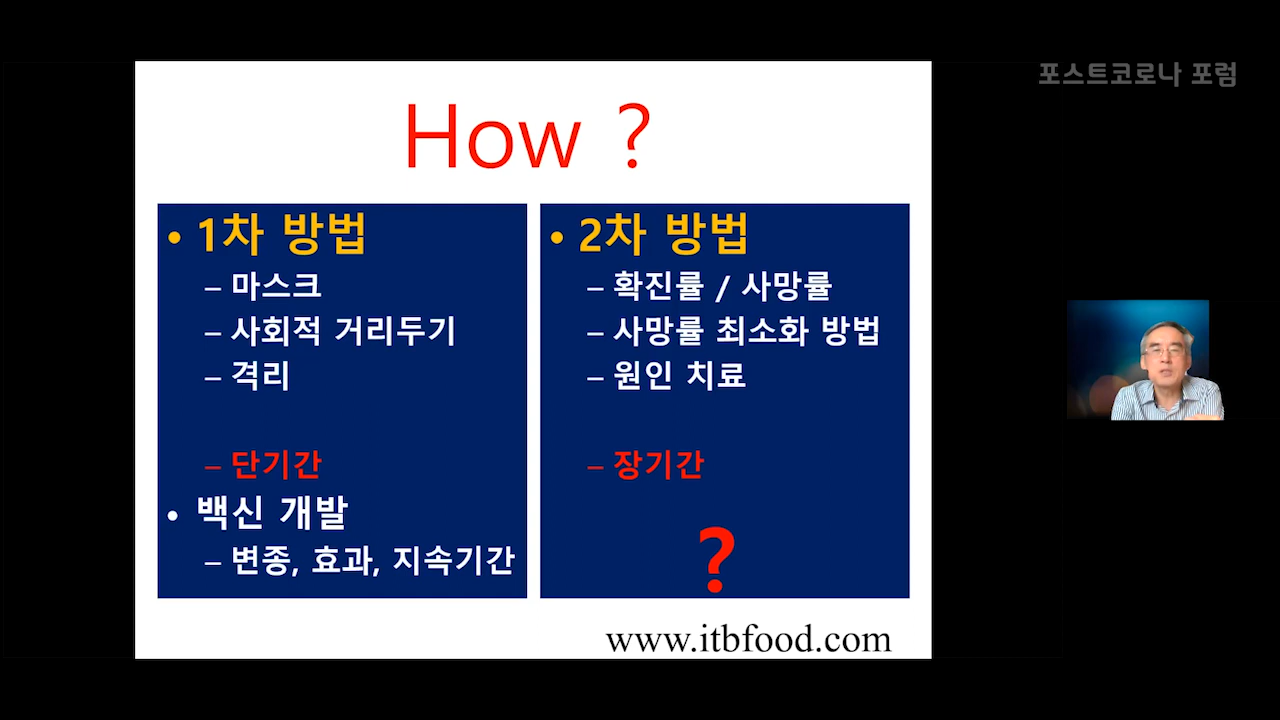 포스트코로나 포럼
How ?
• 1차 방법
– 마스크
– 사회적 거리두기
– 격리
– 단기간
• 백신 개발
– 변종, 효과, 지속기간
• 2차 방법
– 확진률 / 사망률
– 사망률 최소화 방법
– 원인 치료
– 장기간
?
www.itbfood.com